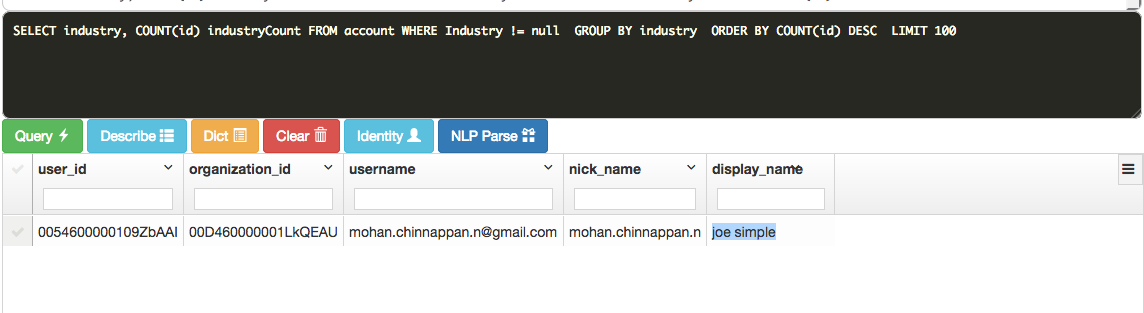 SELECT industry, COUNT(id) industryCount FROM account WHERE Industry != null  GROUP BY industry  ORDER BY COUNT(id) DESC  LIMIT 100
Query Describe Dict Clear Identity NLP Parse
user_id organization_id username nick_name display_name
0054600000109ZbAAI 00D460000001LkQEAU mohan.chinnappan.n@gmail.com mohan.chinnappan.n joe simple